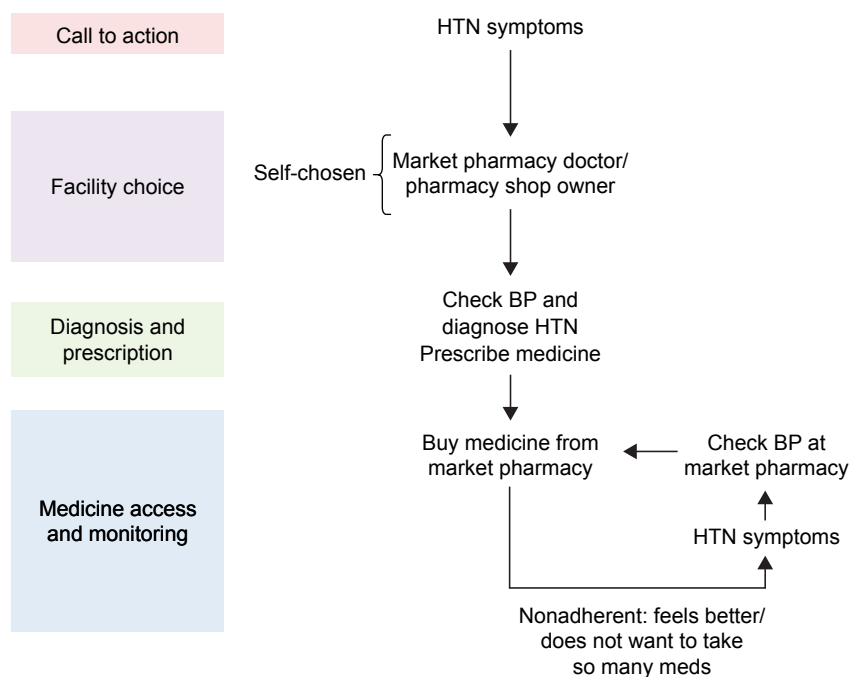 Call to action
HTN symptoms
Facility choice
Self-chosen
Market pharmacy doctor/
pharmacy shop owner
Diagnosis and
prescription
Check BP and
diagnose HTN
Prescribe medicine
Medicine access
and monitoring
Buy medicine from
market pharmacy
Check BP at
market pharmacy
HTN symptoms
Nonadherent: feels better/
does not want to take
so many meds